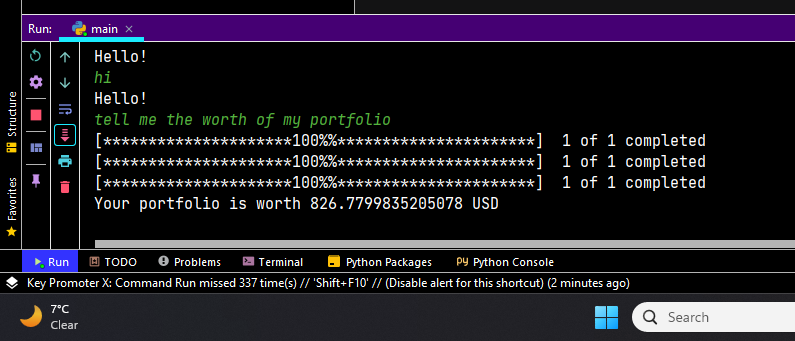 Run: main
Hello!
hi
Hello!
tell me the worth of my portfolio
[*********************100%%**********************]  1 of 1 completed
[*********************100%%**********************]  1 of 1 completed
[*********************100%%**********************]  1 of 1 completed
Your portfolio is worth 826.7799835205078 USD
Structure
Favorites
Run TODO Problems Terminal Python Packages Python Console
Key Promoter X: Command Run missed 337 time(s) // 'Shift+F10' // (Disable alert for this shortcut) (2 minutes ago)
7°C
Clear
Search